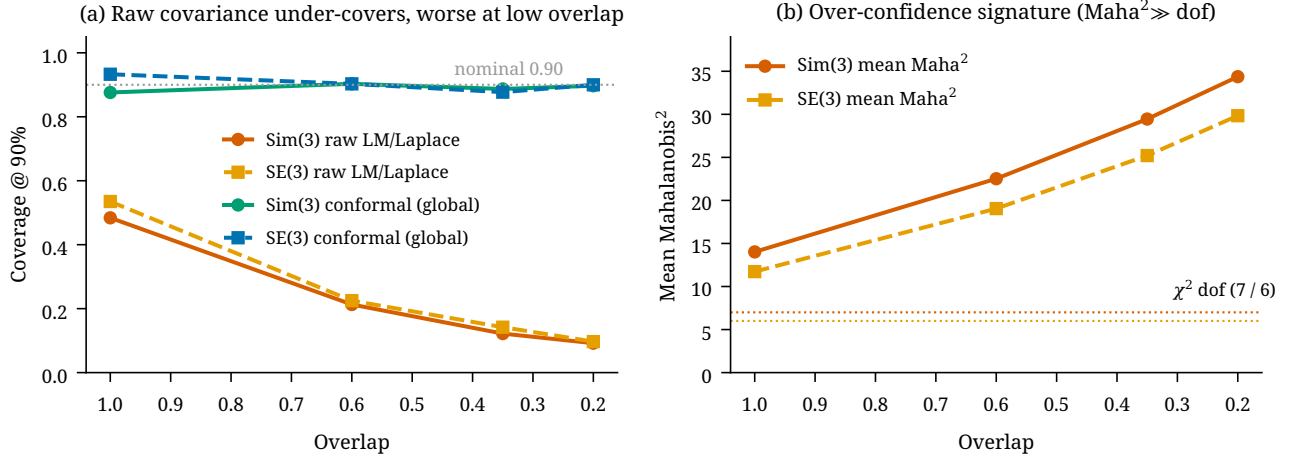 (a) Raw covariance under-covers, worse at low overlap
1.0
0.8
0.6
0.4
0.2
0.0
Coverage @ 90%
nominal 0.90
Sim(3) raw LM/Laplace
SE(3) raw LM/Laplace
Sim(3) conformal (global)
SE(3) conformal (global)
1.0 0.9 0.8 0.7 0.6 0.5 0.4 0.3 0.2
Overlap
(b) Over-confidence signature (Maha²≫ dof)
35
30
25
20
15
10
5
0
Mean Mahalanobis²
Sim(3) mean Maha²
SE(3) mean Maha²
χ² dof (7 / 6)
1.0 0.9 0.8 0.7 0.6 0.5 0.4 0.3 0.2
Overlap